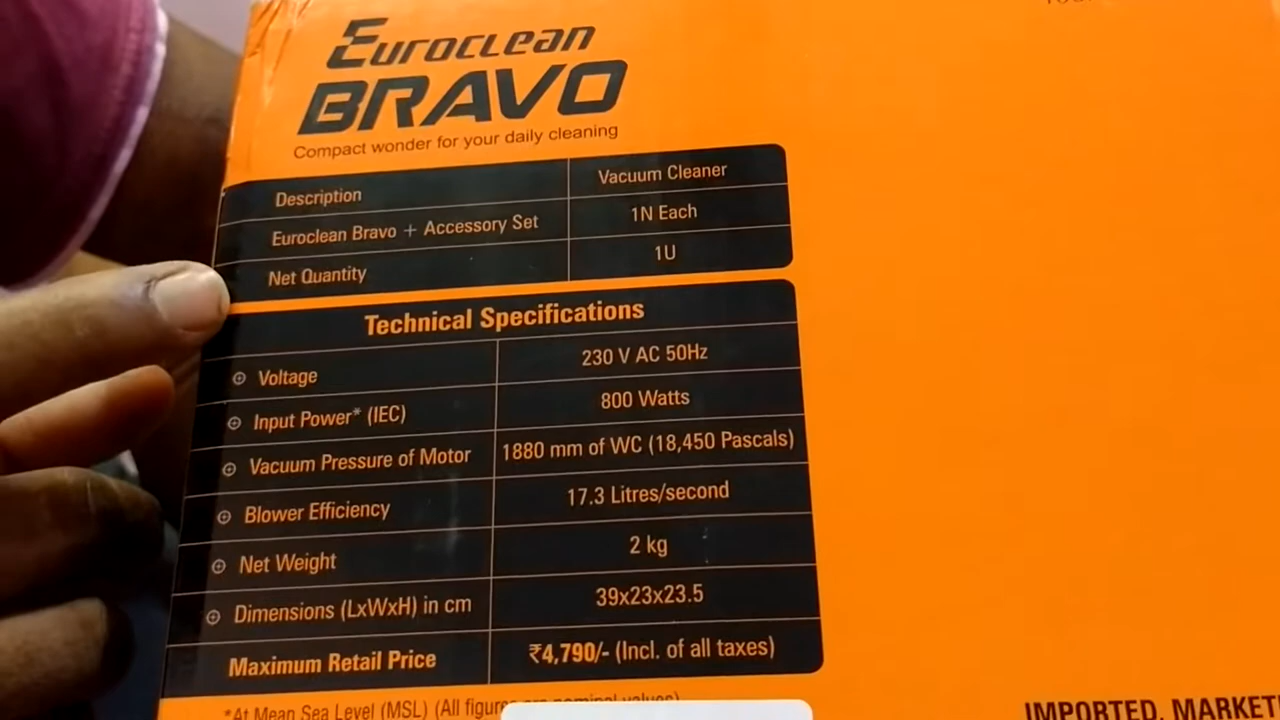 Euroclean
BRAVO
Compact wonder for your daily cleaning
Description Vacuum Cleaner
Euroclean Bravo + Accessory Set 1N Each
Net Quantity 1U
Technical Specifications
Voltage 230 V AC 50Hz
Input Power* (IEC) 800 Watts
Vacuum Pressure of Motor 1880 mm of WC (18,450 Pascals)
Blower Efficiency 17.3 Litres/second
Net Weight 2 kg
Dimensions (LxWxH) in cm 39x23x23.5
Maximum Retail Price ₹4,790/- (Incl. of all taxes)
*At Mean Sea Level (MSL) (All figures are nominal values)
IMPORTED, MARKET